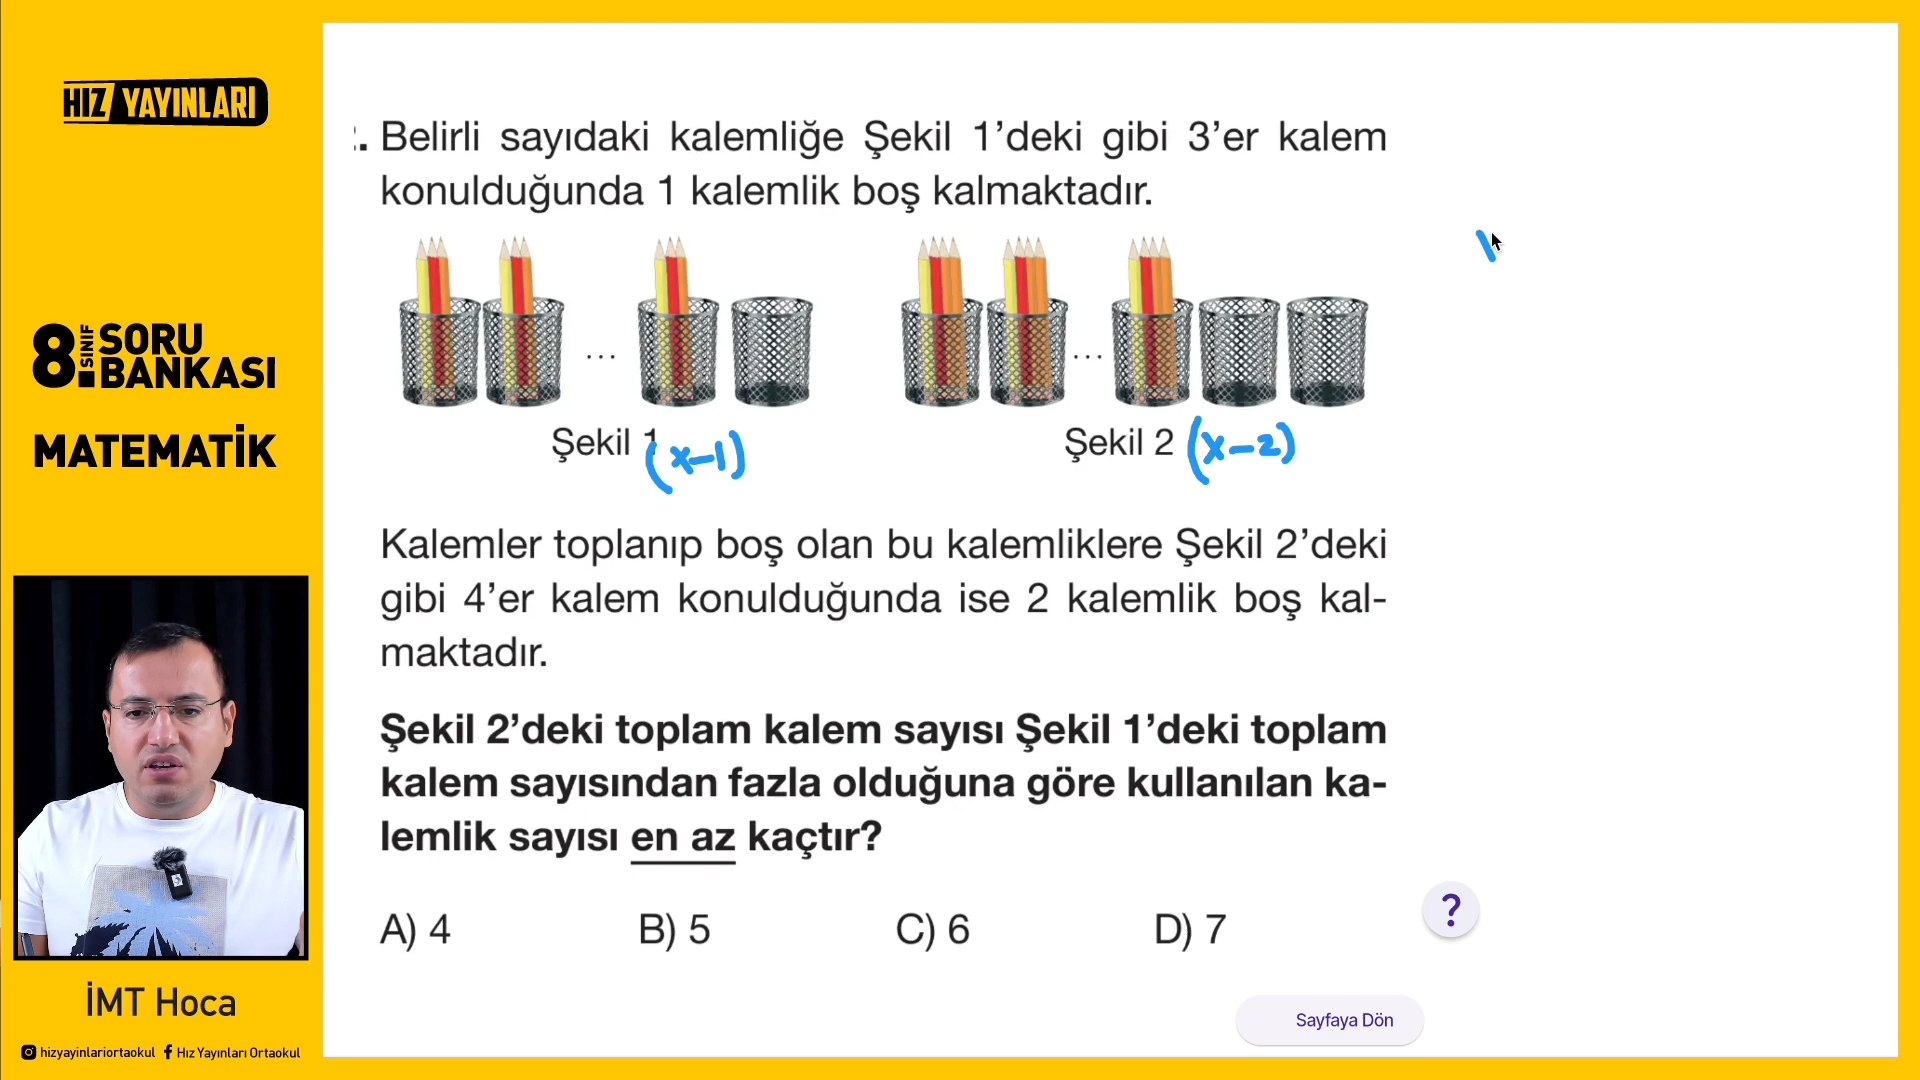 HIZ YAYINLARI
8. SINIF SORU BANKASI
MATEMATİK
İMT Hoca
hizyayinlariortaokul Hız Yayınları Ortaokul
. Belirli sayıdaki kalemliğe Şekil 1’deki gibi 3’er kalem
konulduğunda 1 kalemlik boş kalmaktadır.
... ...
Şekil 1 (x-1) Şekil 2 (x-2)
Kalemler toplanıp boş olan bu kalemliklere Şekil 2’deki
gibi 4’er kalem konulduğunda ise 2 kalemlik boş kal-
maktadır.
Şekil 2’deki toplam kalem sayısı Şekil 1’deki toplam
kalem sayısından fazla olduğuna göre kullanılan ka-
lemlik sayısı en az kaçtır?
A) 4 B) 5 C) 6 D) 7
?
Sayfaya Dön